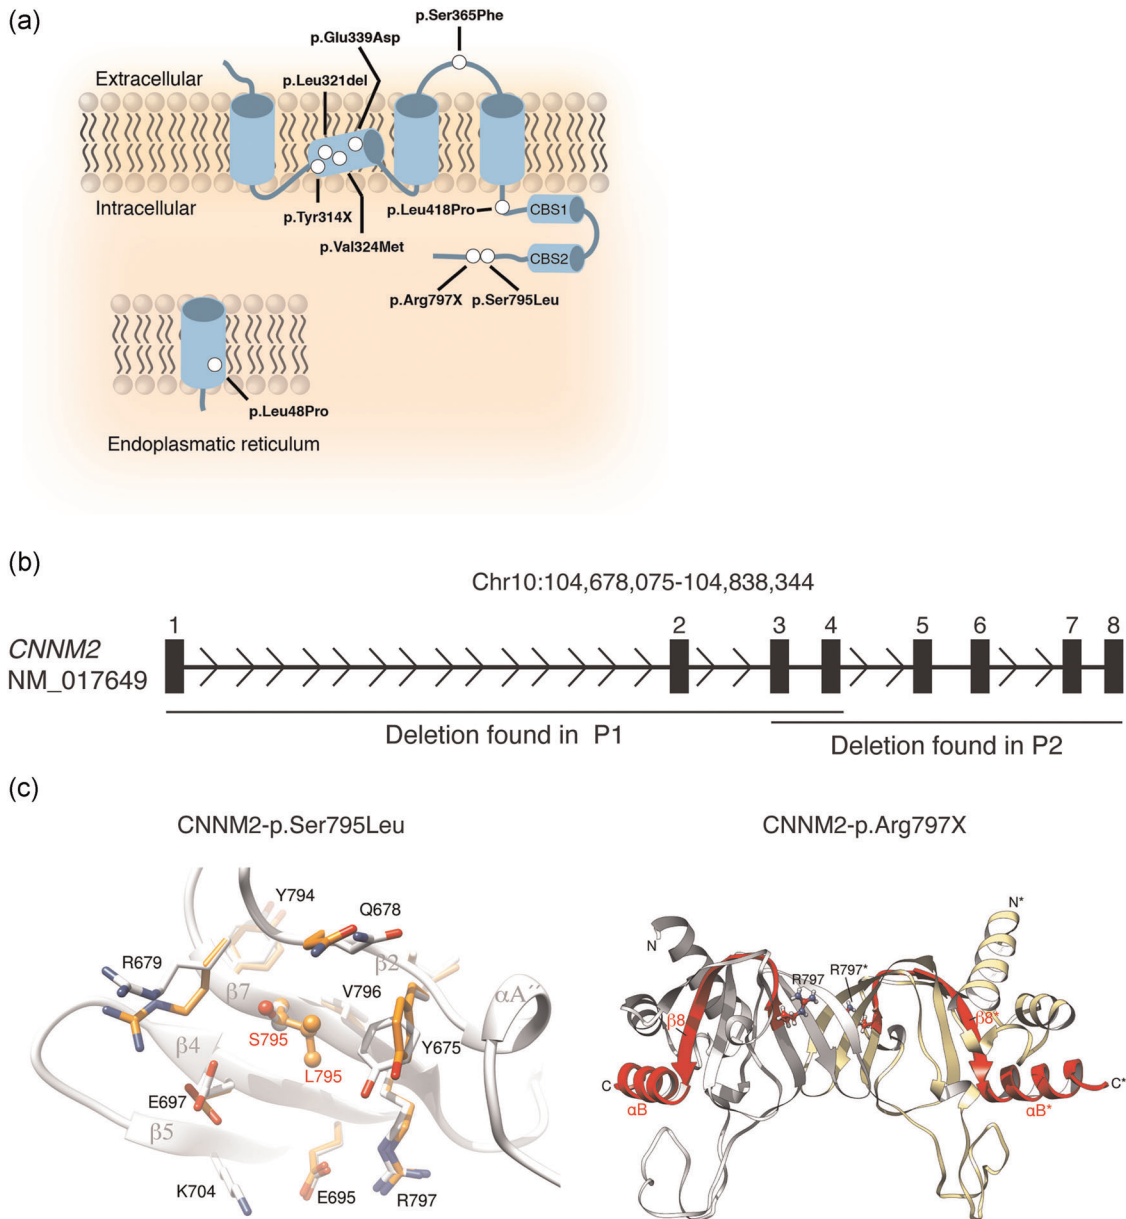 (a)
p.Ser365Phe
p.Glu339Asp
Extracellular
p.Leu321del
Intracellular
p.Tyr314X
p.Leu418Pro
CBS1
p.Val324Met
CBS2
p.Arg797X
p.Ser795Leu
p.Leu48Pro
Endoplasmatic reticulum
(b)
Chr10:104,678,075-104,838,344
1 2 3 4 5 6 7 8
CNNM2
NM_017649
Deletion found in P1
Deletion found in P2
(c)
CNNM2-p.Ser795Leu
Y794
Q678
R679
β2
β7
V796
αA´´
S795
β4
Y675
L795
E697
β5
K704
E695
R797
CNNM2-p.Arg797X
N
N*
R797
R797*
β8
β8*
C
C*
αB
αB*